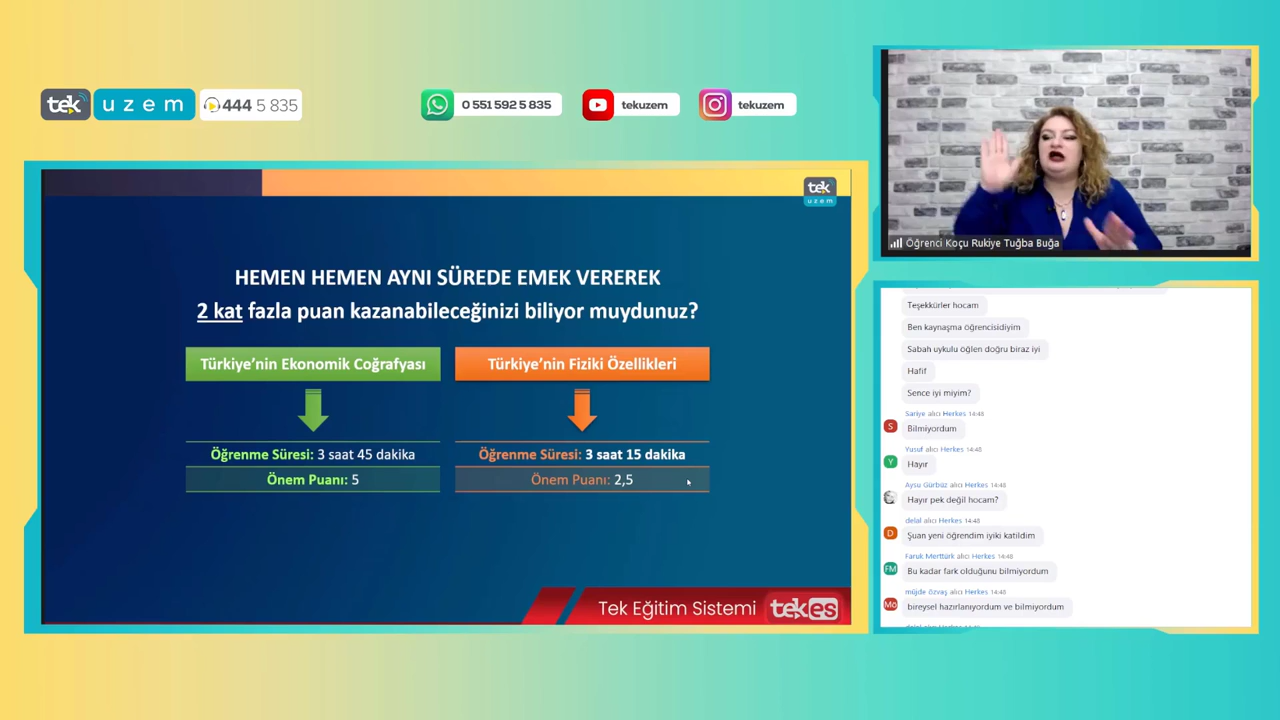 tek
uzem
444 5 835
0 551 592 5 835
tekuzem
tekuzem
tek
uzem
HEMEN HEMEN AYNI SÜREDE EMEK VEREREK
2 kat fazla puan kazanabileceğinizi biliyor muydunuz?
Türkiye'nin Ekonomik Coğrafyası
Öğrenme Süresi: 3 saat 45 dakika
Önem Puanı: 5
Türkiye'nin Fiziki Özellikleri
Öğrenme Süresi: 3 saat 15 dakika
Önem Puanı: 2,5
Tek Eğitim Sistemi tekes
Öğrenci Koçu Rukiye Tuğba Buğa
Teşekkürler hocam
Ben kaynaşma öğrencisidiyim
Sabah uykulu öğlen doğru biraz iyi
Hafif
Sence iyi miyim?
Sariye alıcı Herkes 14:48
S
Bilmiyordum
Yusuf alıcı Herkes 14:48
Y
Hayır
Aysu Gürbüz alıcı Herkes 14:48
Hayır pek değil hocam?
delal alıcı Herkes 14:48
D
Şuan yeni öğrendim iyiki katıldim
Faruk Merttürk alıcı Herkes 14:48
FM
Bu kadar fark olduğunu bilmiyordum
müjde özvaş alıcı Herkes 14:48
Mö
bireysel hazırlanıyordum ve bilmiyordum